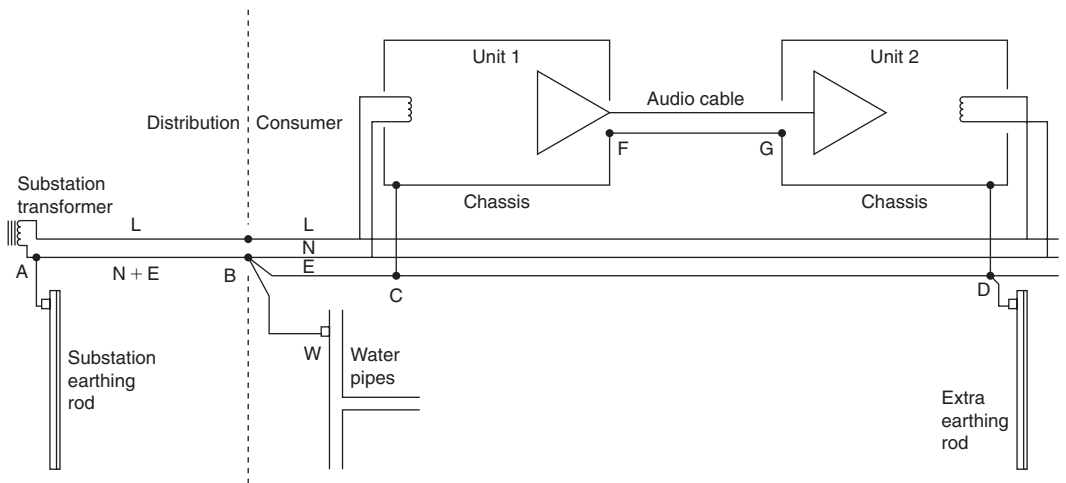 Unit 1
Unit 2
Audio cable
Distribution
Consumer
F
G
Substation
transformer
Chassis
Chassis
L
L
N
A
N + E
B
E
C
D
W
Water
pipes
Substation
earthing
rod
Extra
earthing
rod